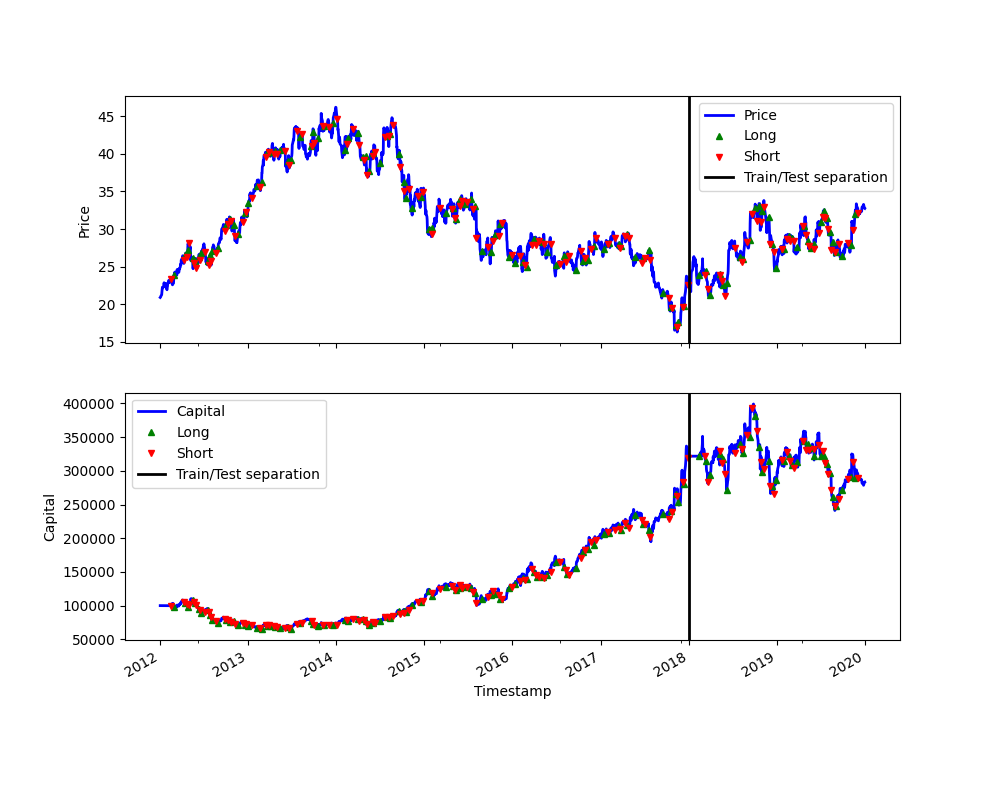 45
40
35
30
25
20
15
Price
Price
Long
Short
Train/Test separation
400000
350000
300000
250000
200000
150000
100000
50000
Capital
Capital
Long
Short
Train/Test separation
2012
2013
2014
2015
2016
2017
2018
2019
2020
Timestamp